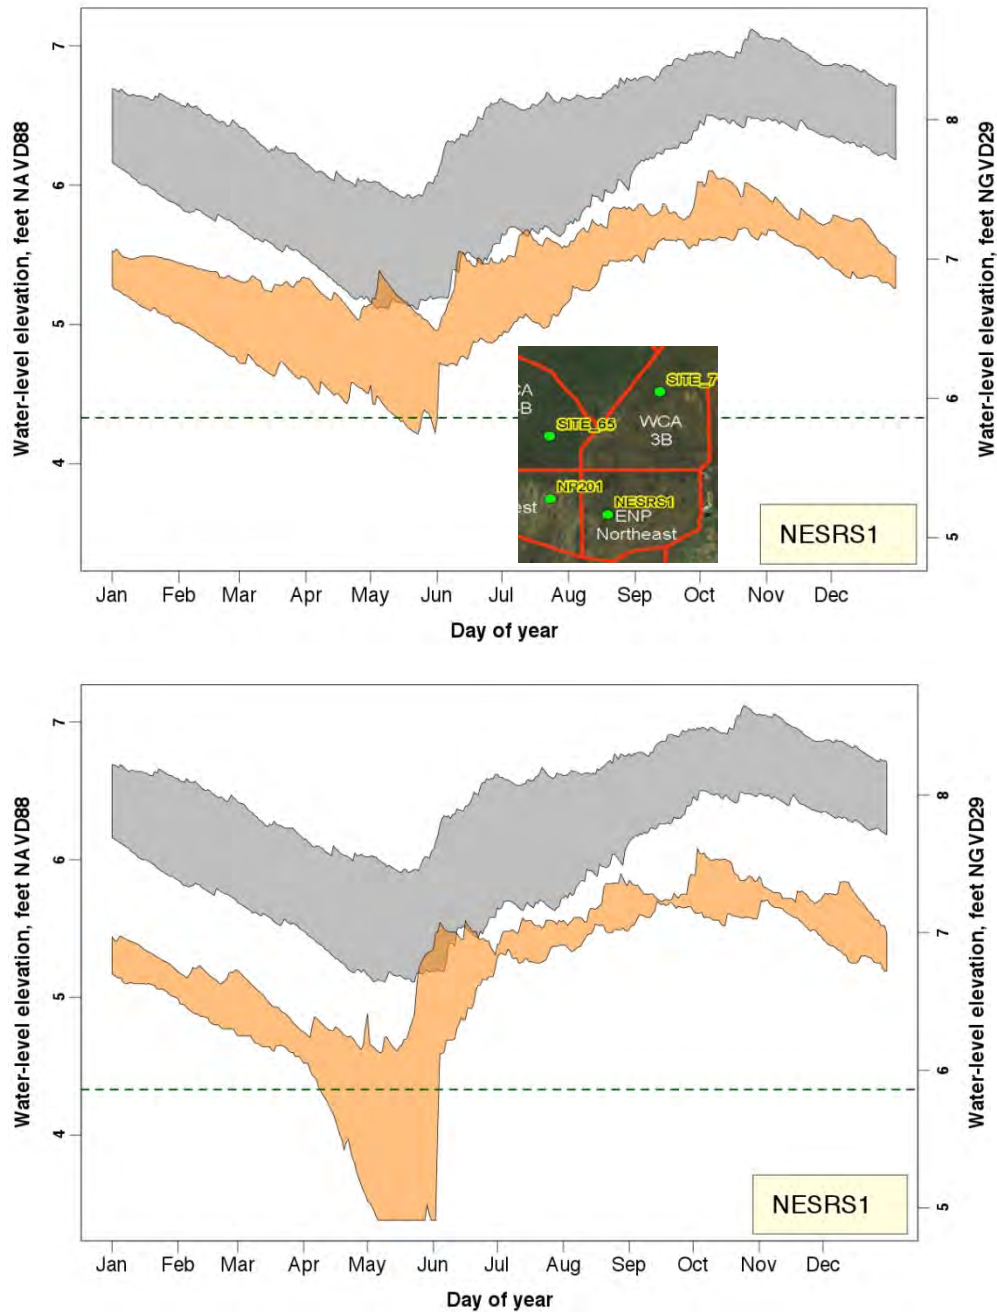 Water-level elevation, feet NAVD88
7
6
5
4
8
7
6
5
Water-level elevation, feet NGVD29
SITE_7
WCA
3B
CA
B
SITE_65
NP201
est
NESRS1
ENP
Northeast
NESRS1
Jan Feb Mar Apr May Jun Jul Aug Sep Oct Nov Dec
Day of year
Water-level elevation, feet NAVD88
7
6
5
4
8
7
6
5
Water-level elevation, feet NGVD29
NESRS1
Jan Feb Mar Apr May Jun Jul Aug Sep Oct Nov Dec
Day of year